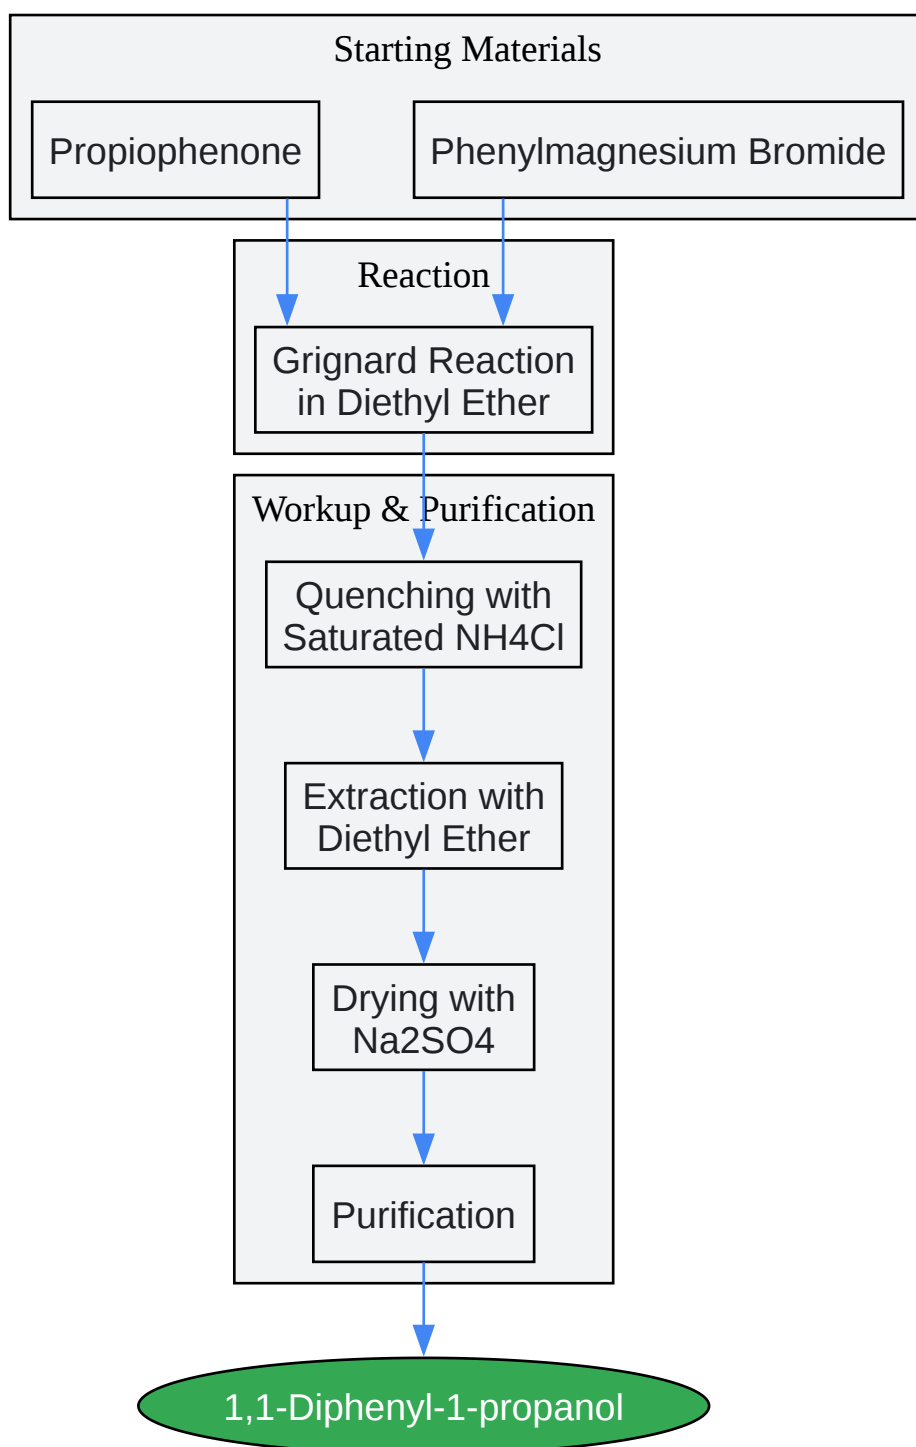 Starting Materials
Propiophenone
Phenylmagnesium Bromide
Reaction
Grignard Reaction
in Diethyl Ether
Workup & Purification
Quenching with
Saturated NH4Cl
Extraction with
Diethyl Ether
Drying with
Na2SO4
Purification
1,1-Diphenyl-1-propanol